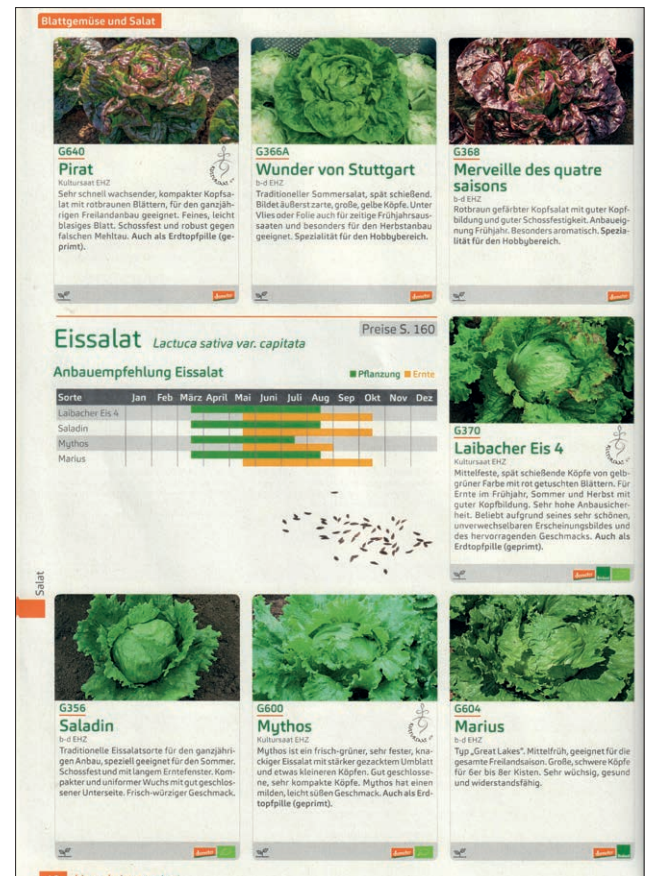 Blattgemüse und Salat
G640
Pirat
Kultursaat EHZ
Sehr schnell wachsender, kompakter Kopfsa-
lat mit rotbraunen Blättern, für den ganzjäh-
rigen Freilandanbau geeignet. Feines, leicht
blasiges Blatt. Schossfest und robust gegen
falschen Mehltau. Auch als Erdtopfpille (ge-
primt).
G366A
Wunder von Stuttgart
b-d EHZ
Traditioneller Sommersalat, spät schießend.
Bildet äußerst zarte, große, gelbe Köpfe. Unter
Vlies oder Folie auch für zeitige Frühjahrsaus-
saaten und besonders für den Herbstanbau
geeignet. Spezialität für den Hobbybereich.
G368
Merveille des quatre
saisons
b-d EHZ
Rotbraun gefärbter Kopfsalat mit guter Kopf-
bildung und guter Schossfestigkeit. Anbaueig-
nung Frühjahr. Besonders aromatisch. Spezia-
lität für den Hobbybereich.
demeter
demeter
Eissalat Lactuca sativa var. capitata
Preise S. 160
Anbauempfehlung Eissalat
Pflanzung Ernte
Sorte Jan Feb März April Mai Juni Juli Aug Sep Okt Nov Dez
Laibacher Eis 4
Saladin
Mythos
Marius
G370
Laibacher Eis 4
Kultursaat EHZ
Mittelfeste, spät schießende Köpfe von gelb-
grüner Farbe mit rot getuschten Blättern. Für
Ernte im Frühjahr, Sommer und Herbst mit
guter Kopfbildung. Sehr hohe Anbausicher-
heit. Beliebt aufgrund seines sehr schönen,
unverwechselbaren Erscheinungsbildes und
des hervorragenden Geschmacks. Auch als
Erdtopfpille (geprimt).
demeter
Salat
G356
Saladin
b-d EHZ
Traditionelle Eissalatsorte für den ganzjähri-
gen Anbau, speziell geeignet für den Sommer.
Schossfest und mit langem Erntefenster. Kom-
pakter und uniformer Wuchs mit gut geschlos-
sener Unterseite. Frisch-würziger Geschmack.
demeter
G600
Mythos
Kultursaat EHZ
Mythos ist ein frisch-grüner, sehr fester, kna-
ckiger Eissalat mit stärker gezacktem Umblatt
und etwas kleineren Köpfen. Gut geschlosse-
ne, sehr kompakte Köpfe. Mythos hat einen
milden, leicht süßen Geschmack. Auch als Erd-
topfpille (geprimt).
demeter
G604
Marius
b-d EHZ
Typ „Great Lakes“. Mittelfrüh, geeignet für die
gesamte Freilandsaison. Große, schwere Köpfe
für 6er bis 8er Kisten. Sehr wüchsig, gesund
und widerstandsfähig.
demeter